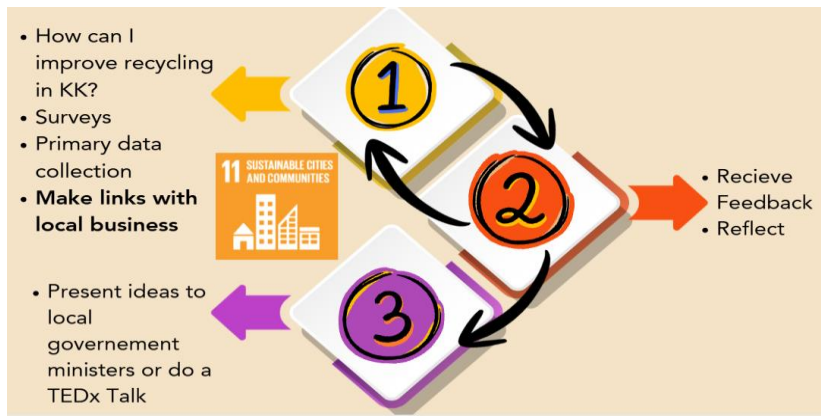 • How can I
improve recycling
in KK?
• Surveys
• Primary data
collection
• Make links with
local business
1
11 SUSTAINABLE CITIES
AND COMMUNITIES
2
• Recieve
Feedback
• Reflect
3
• Present ideas to
local
governement
ministers or do a
TEDx Talk